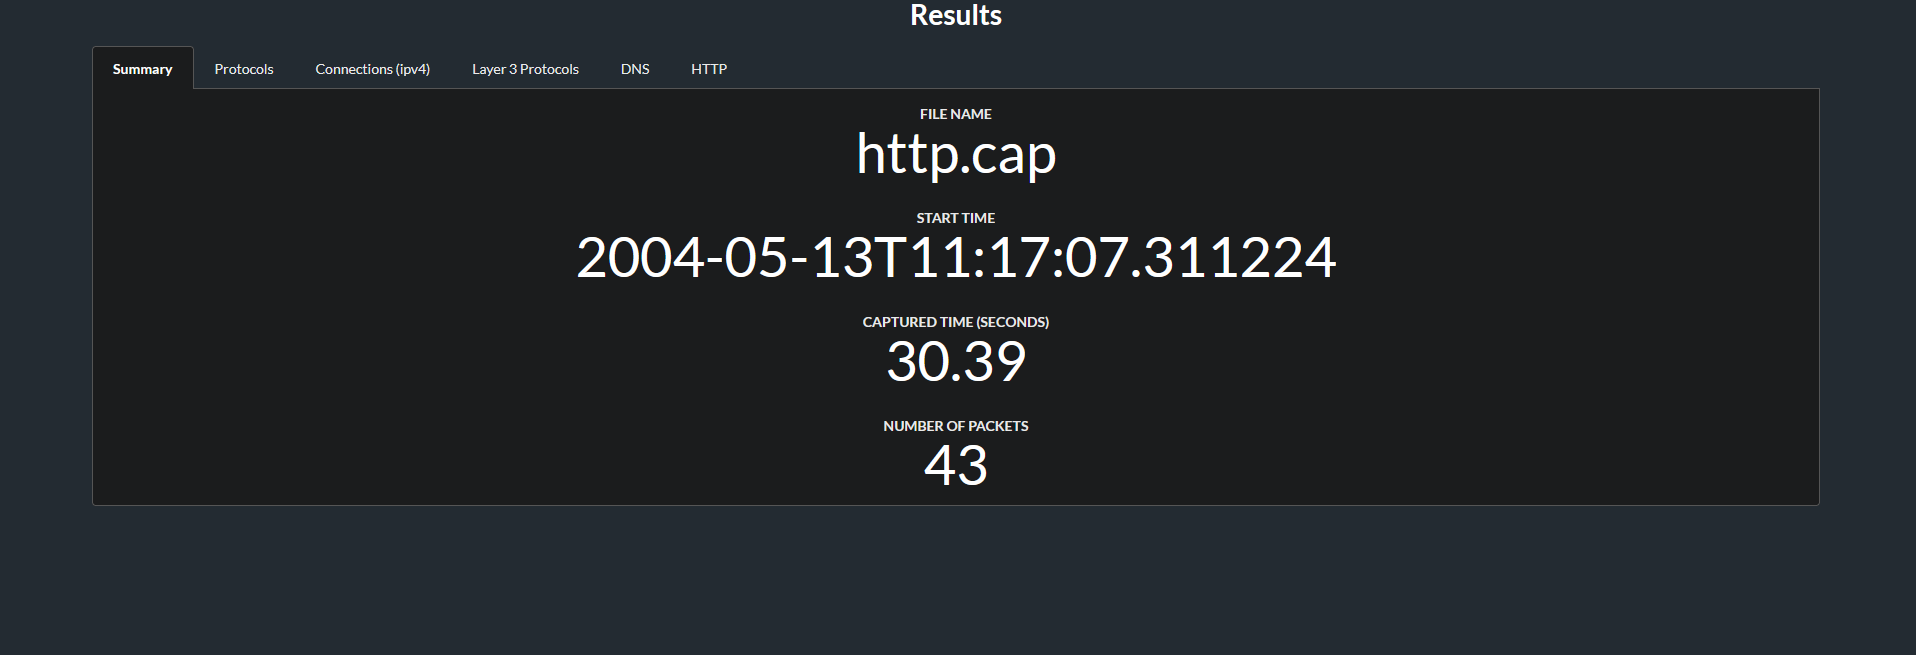 Results
Summary Protocols Connections (ipv4) Layer 3 Protocols DNS HTTP
FILE NAME
http.cap
START TIME
2004-05-13T11:17:07.311224
CAPTURED TIME (SECONDS)
30.39
NUMBER OF PACKETS
43